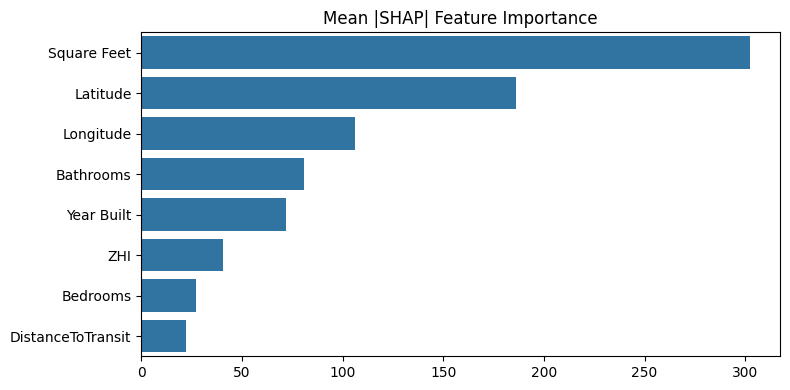 Mean |SHAP| Feature Importance
Square Feet
Latitude
Longitude
Bathrooms
Year Built
ZHI
Bedrooms
DistanceToTransit
0 50 100 150 200 250 300